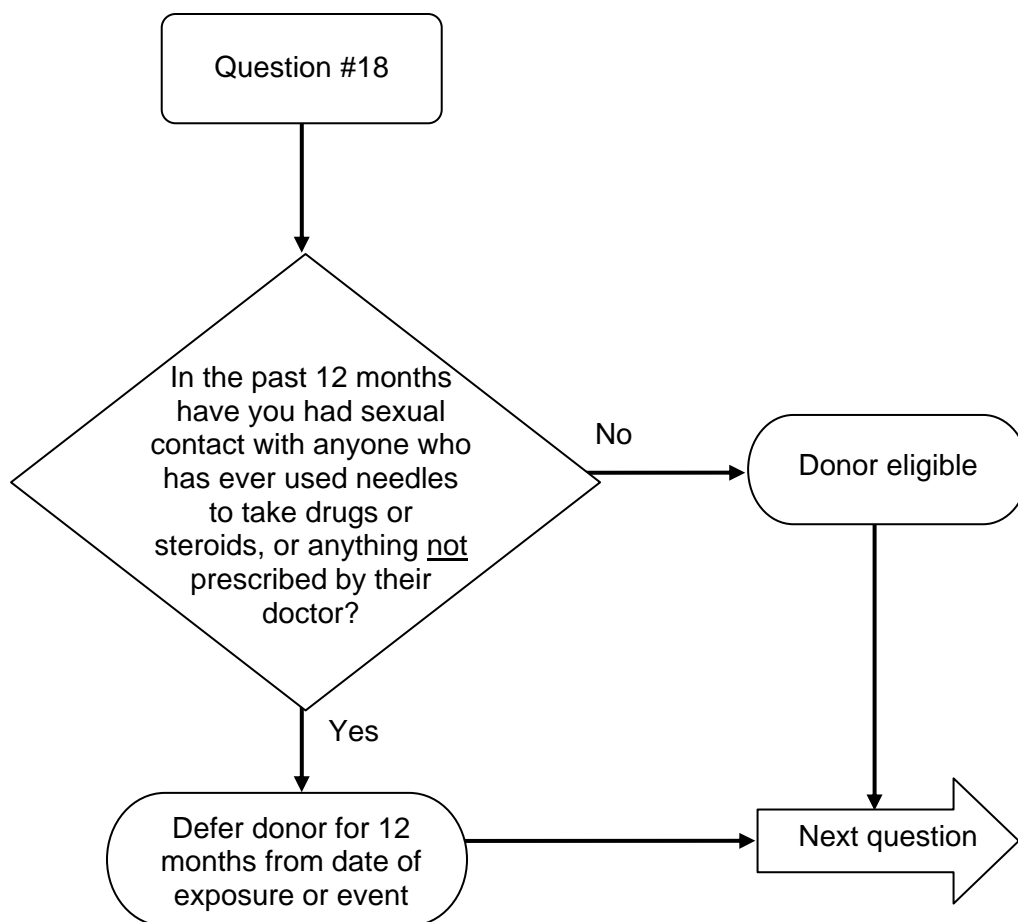 Question #18
In the past 12 months
have you had sexual
contact with anyone who
has ever used needles
to take drugs or
steroids, or anything not
prescribed by their
doctor?
No
Donor eligible
Yes
Defer donor for 12
months from date of
exposure or event
Next question